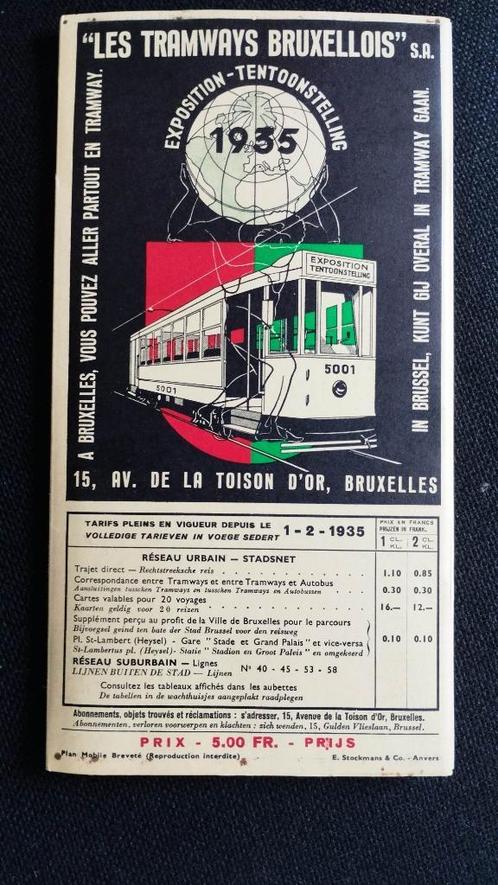 "LES TRAMWAYS BRUXELLOIS" S.A.
EXPOSITION-TENTOONSTELLING
1935
A BRUXELLES, VOUS POUVEZ ALLER PARTOUT EN TRAMWAY.
IN BRUSSEL, KUNT GIJ OVERAL IN TRAMWAY GAAN.
EXPOSITION
TENTOONSTELLING
5001
5001
15, AV. DE LA TOISON D'OR, BRUXELLES
TARIFS PLEINS EN VIGUEUR DEPUIS LE
VOLLEDIGE TARIEVEN IN VOEGE SEDERT
1-2-1935
PRIX EN FRANCS
PRIJZEN IN FRANK.
1 CL. KL. 2 CL. KL.
RÉSEAU URBAIN - STADSNET
Trajet direct — Rechtstreeksche reis 1.10 0.85
Correspondance entre Tramways et entre Tramways et Autobus 0.30 0.30
Aansluitingen tusschen Tramways en tusschen Tramways en Autobussen
Cartes valables pour 20 voyages 16.— 12.—
Kaarten geldig voor 20 reizen
Supplément perçu au profit de la Ville de Bruxelles pour le parcours
Bijvoegsel geind ten bate der Stad Brussel voor den reisweg
Pl. St-Lambert (Heysel) - Gare "Stade et Grand Palais" et vice-versa 0.10 0.10
St-Lambertus pl. (Heysel)- Statie "Stadion en Groot Paleis" en omgekeerd
RÉSEAU SUBURBAIN — Lignes
LIJNEN BUITEN DE STAD — Lijnen
Nos 40 - 45 - 53 - 58
Consultez les tableaux affichés dans les aubettes
De tabellen in de wachthuisjes aangeplakt raadplegen
Abonnements, objets trouvés et réclamations : s'adresser, 15, Avenue de la Toison d'Or, Bruxelles.
Abonnementen, verloren voorwerpen en klachten : zich wenden, 15, Gulden Vlieslaan, Brussel.
PRIX - 5.00 FR. - PRIJS
Plan Mobile Breveté (Reproduction interdite)
E. Stockmans & Co. - Anvers